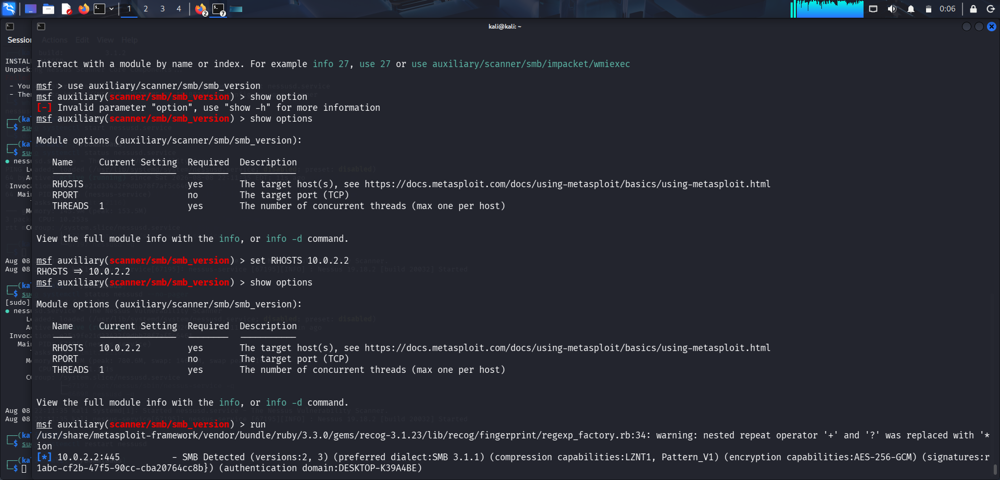 1 2 3 4 2 7 0:06
kali@kali: ~
Session Actions Edit View Help
Interact with a module by name or index. For example info 27, use 27 or use auxiliary/scanner/smb/impacket/wmiexec
msf > use auxiliary/scanner/smb/smb_version
msf auxiliary(scanner/smb/smb_version) > show option
[-] Invalid parameter "option", use "show -h" for more information
msf auxiliary(scanner/smb/smb_version) > show options
Module options (auxiliary/scanner/smb/smb_version):
Name Current Setting Required Description
RHOSTS yes The target host(s), see https://docs.metasploit.com/docs/using-metasploit/basics/using-metasploit.html
RPORT no The target port (TCP)
THREADS 1 yes The number of concurrent threads (max one per host)
View the full module info with the info, or info -d command.
msf auxiliary(scanner/smb/smb_version) > set RHOSTS 10.0.2.2
RHOSTS => 10.0.2.2
msf auxiliary(scanner/smb/smb_version) > show options
Module options (auxiliary/scanner/smb/smb_version):
Name Current Setting Required Description
RHOSTS 10.0.2.2 yes The target host(s), see https://docs.metasploit.com/docs/using-metasploit/basics/using-metasploit.html
RPORT no The target port (TCP)
THREADS 1 yes The number of concurrent threads (max one per host)
View the full module info with the info, or info -d command.
msf auxiliary(scanner/smb/smb_version) > run
/usr/share/metasploit-framework/vendor/bundle/ruby/3.3.0/gems/recog-3.1.23/lib/recog/fingerprint/regexp_factory.rb:34: warning: nested repeat operator '+' and '?' was replaced with '*
ion
[*] 10.0.2.2:445 - SMB Detected (versions:2, 3) (preferred dialect:SMB 3.1.1) (compression capabilities:LZNT1, Pattern_V1) (encryption capabilities:AES-256-GCM) (signatures:r
1abc-cf2b-47f5-90cc-cba20764cc8b}) (authentication domain:DESKTOP-K39A4BE)